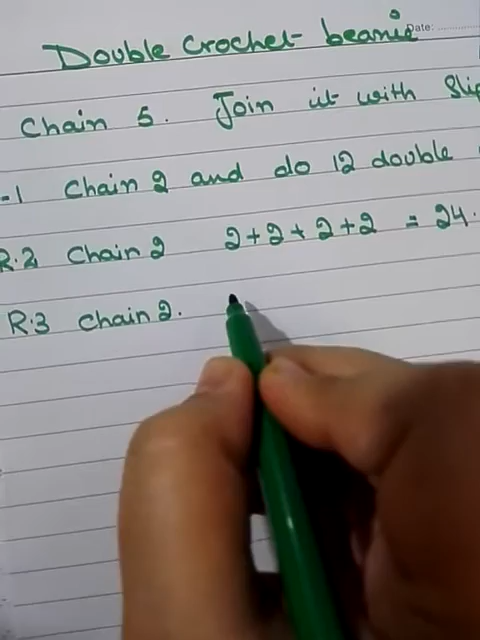 Date:
Double Crochet beanie
Chain 5. Join it with Slip
-1 Chain 2 and do 12 double
R.2 Chain 2 2+2+2+2 = 24.
R.3 Chain 2.